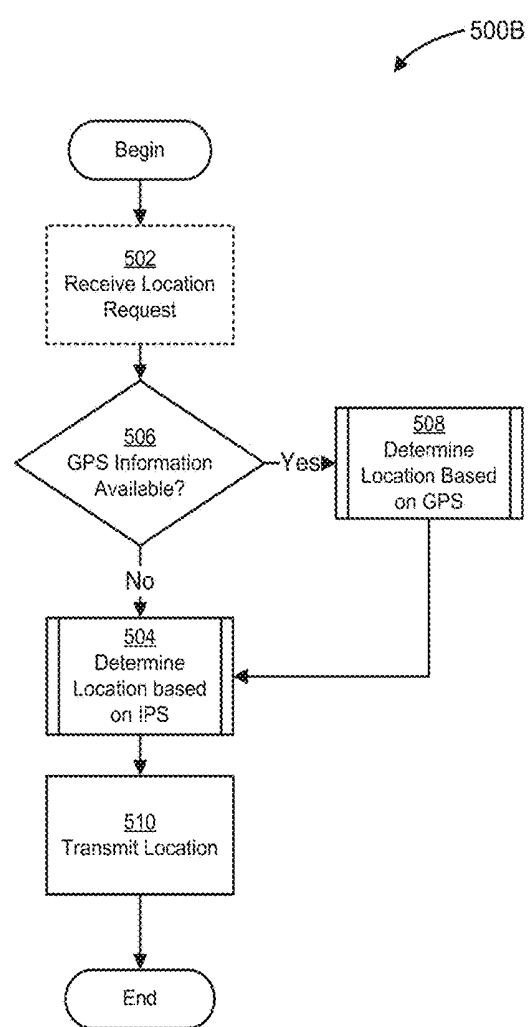 500B
Begin
502
Receive Location
Request
506
GPS Information
Available?
Yes
508
Determine
Location Based
on GPS
No
504
Determine
Location based
on IPS
510
Transmit Location
End